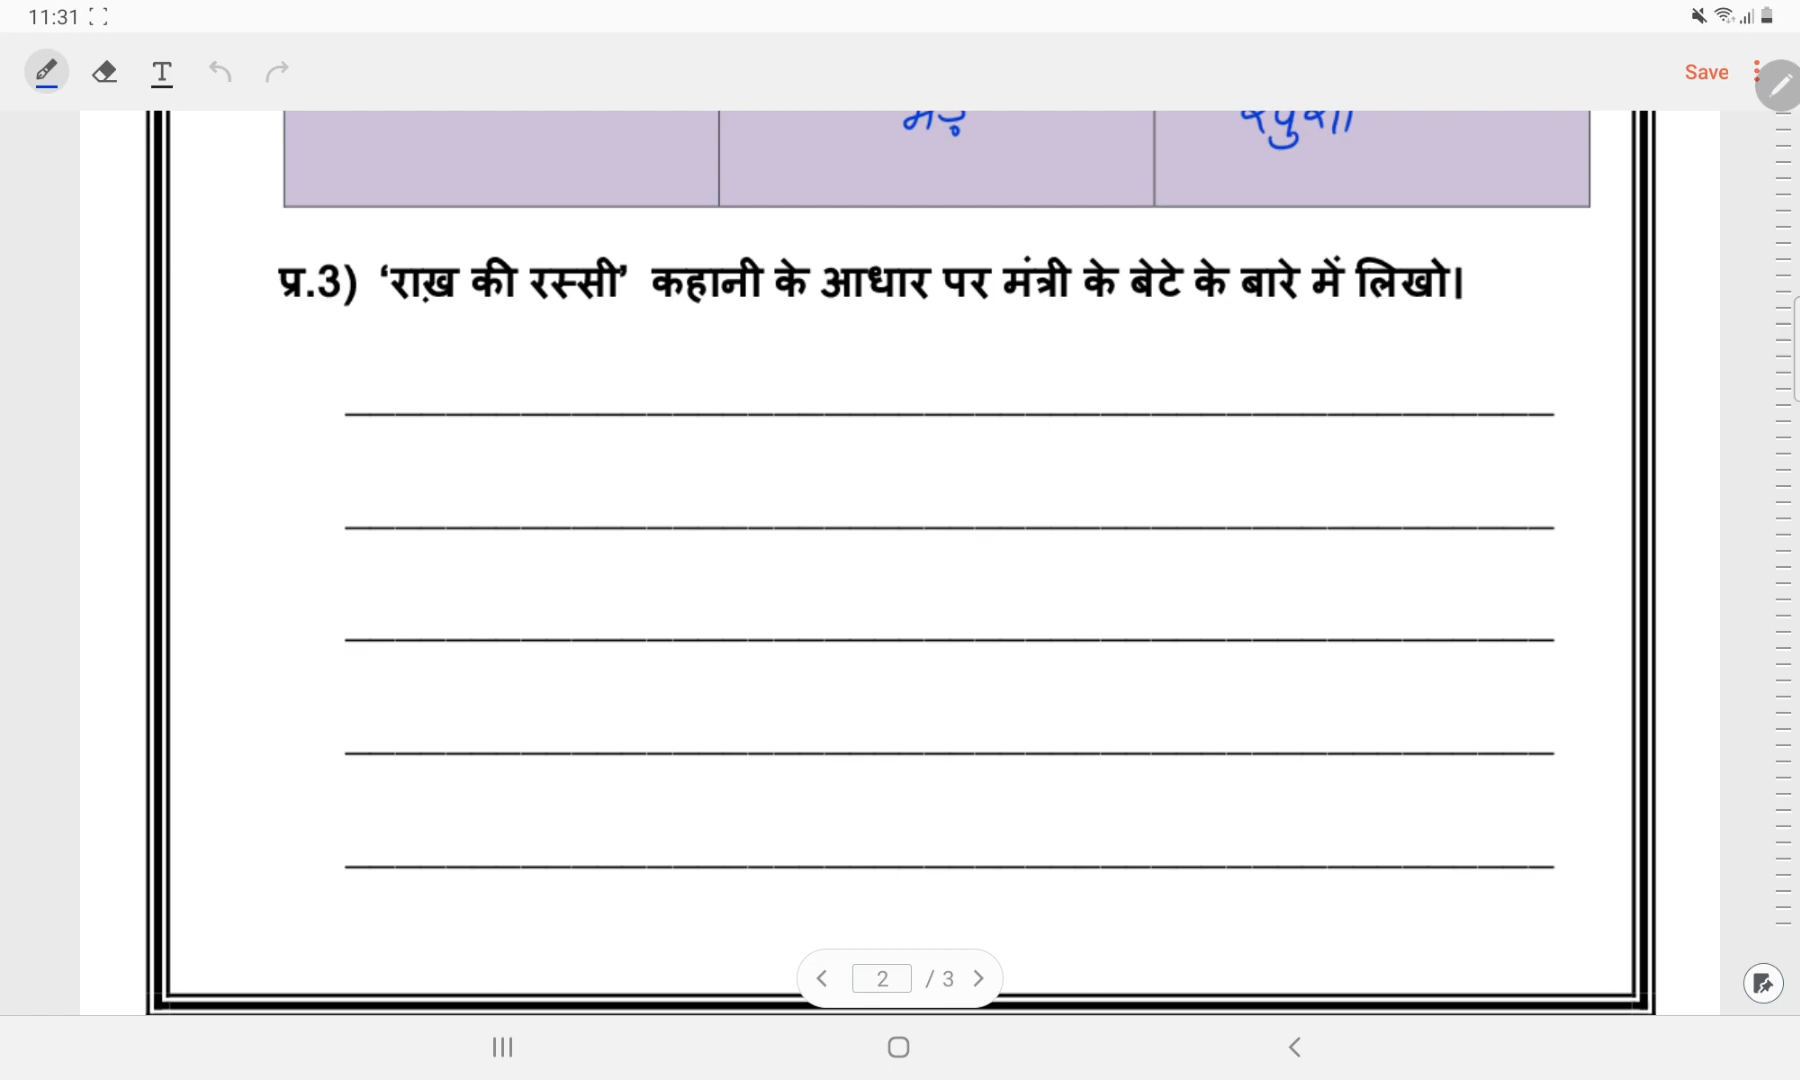 11:31
T
Save
प्र.3) ‘राख़ की रस्सी’ कहानी के आधार पर मंत्री के बेटे के बारे में लिखो।
2 / 3